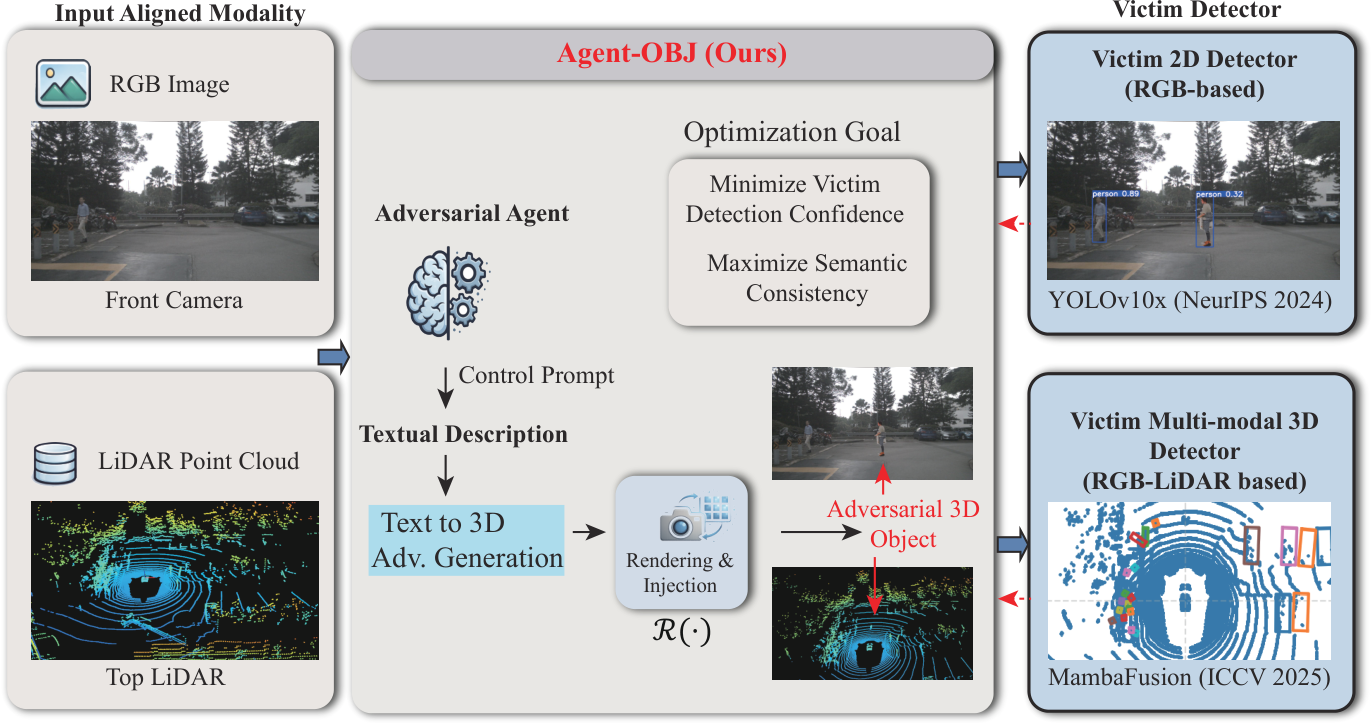 Input Aligned Modality
RGB Image
Front Camera
LiDAR Point Cloud
Top LiDAR
Agent-OBJ (Ours)
Optimization Goal
Minimize Victim
Detection Confidence
Maximize Semantic
Consistency
Adversarial Agent
Control Prompt
Textual Description
Text to 3D
Adv. Generation
Rendering &
Injection
ℛ(·)
Adversarial 3D
Object
Victim Detector
Victim 2D Detector
(RGB-based)
person 0.89
person 0.32
YOLOv10x (NeurIPS 2024)
Victim Multi-modal 3D
Detector
(RGB-LiDAR based)
MambaFusion (ICCV 2025)